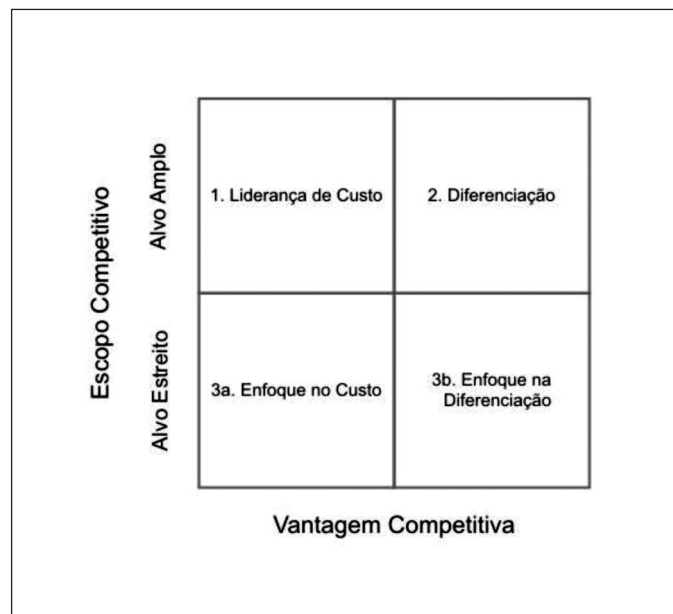 Escopo Competitivo
Alvo Amplo
1. Liderança de Custo
2. Diferenciação
Alvo Estreito
3a. Enfoque no Custo
3b. Enfoque na
Diferenciação
Vantagem Competitiva